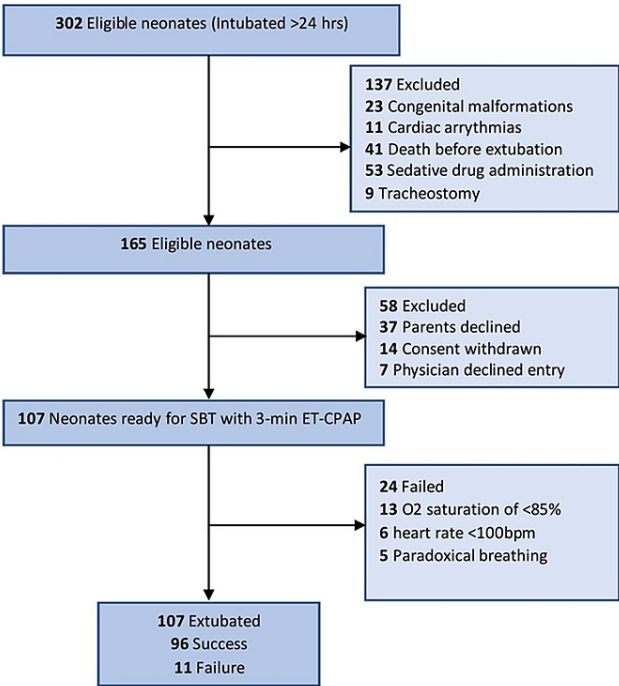 302 Eligible neonates (Intubated >24 hrs)
137 Excluded
23 Congenital malformations
11 Cardiac arrythmias
41 Death before extubation
53 Sedative drug administration
9 Tracheostomy
165 Eligible neonates
58 Excluded
37 Parents declined
14 Consent withdrawn
7 Physician declined entry
107 Neonates ready for SBT with 3-min ET-CPAP
24 Failed
13 O2 saturation of <85%
6 heart rate <100bpm
5 Paradoxical breathing
107 Extubated
96 Success
11 Failure